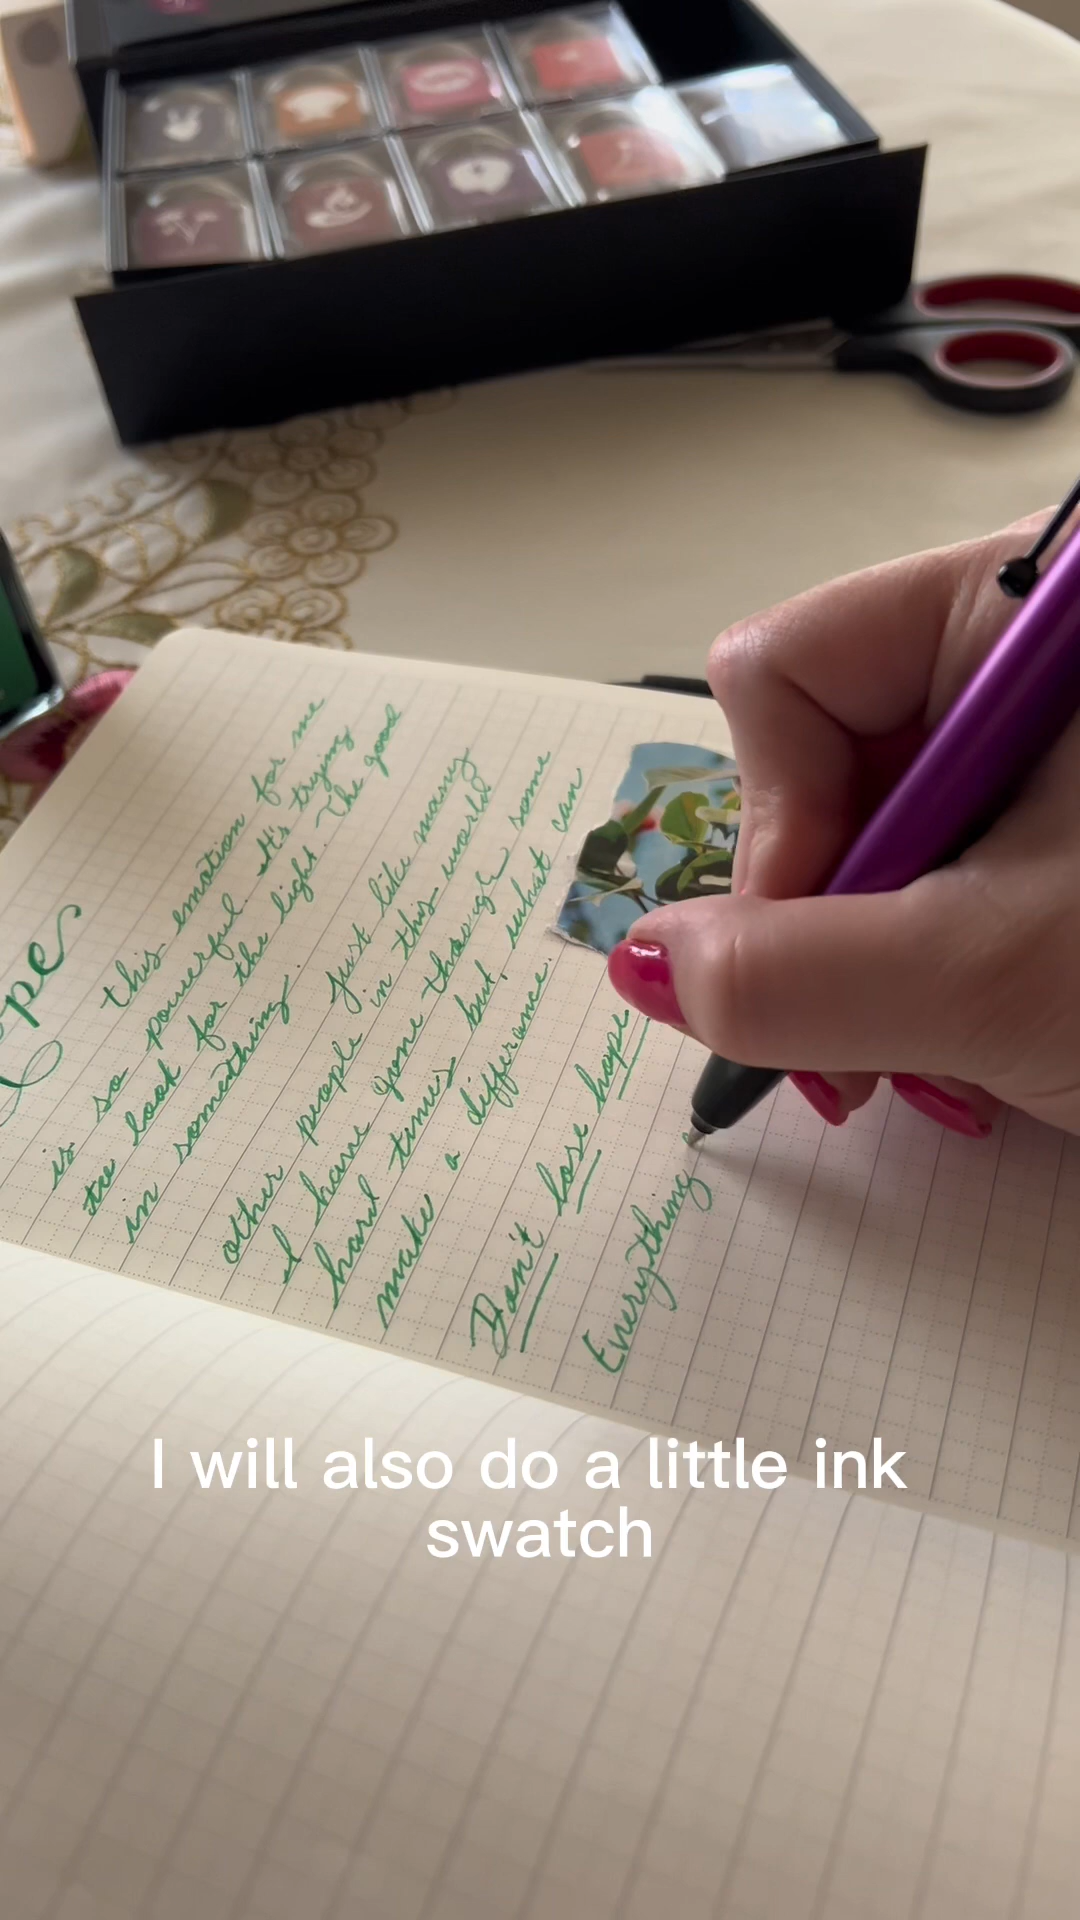 pe
this emotion for me
is so powerful. It's trying
to look for the light. The good
in something.
Just like many
other people in this world
I have gone some
hard times but, what can
make a differance.
Don't lose hope
Everything
I will also do a little ink
swatch